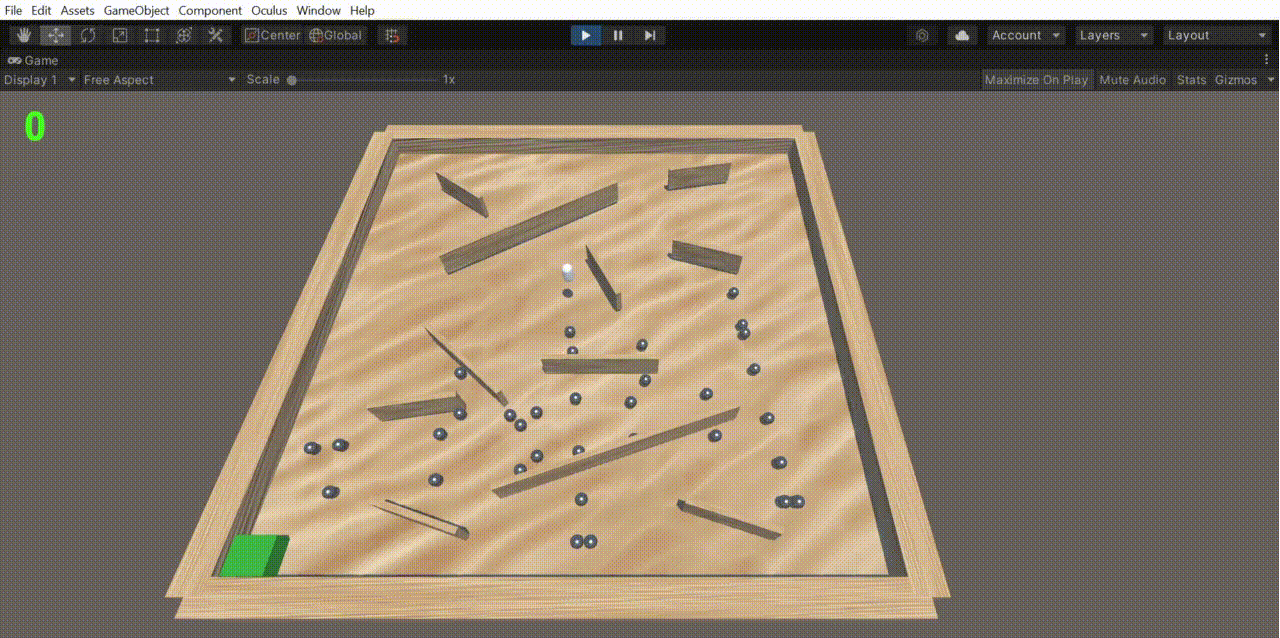 File Edit Assets GameObject Component Oculus Window Help
Center Global Account Layers Layout
Game
Display 1 Free Aspect Scale 1x Maximize On Play Mute Audio Stats Gizmos
0